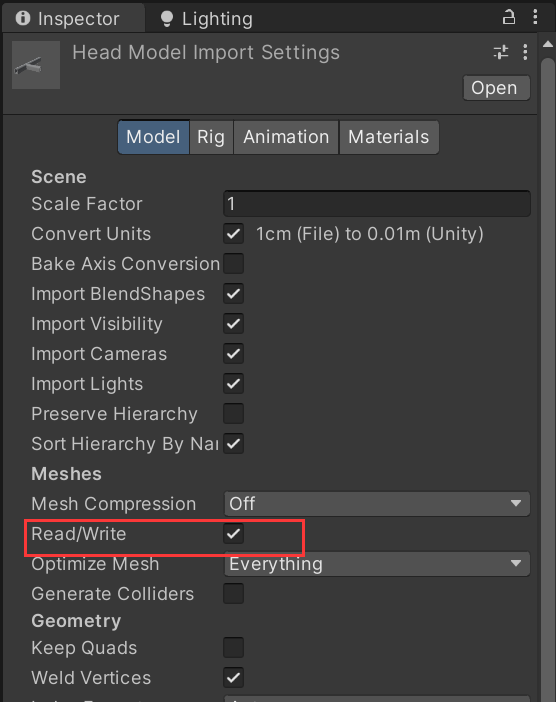 Inspector Lighting
Head Model Import Settings
Open
Model Rig Animation Materials
Scene
Scale Factor 1
Convert Units 1cm (File) to 0.01m (Unity)
Bake Axis Conversion
Import BlendShapes
Import Visibility
Import Cameras
Import Lights
Preserve Hierarchy
Sort Hierarchy By Na
Meshes
Mesh Compression Off
Read/Write
Optimize Mesh Everything
Generate Colliders
Geometry
Keep Quads
Weld Vertices